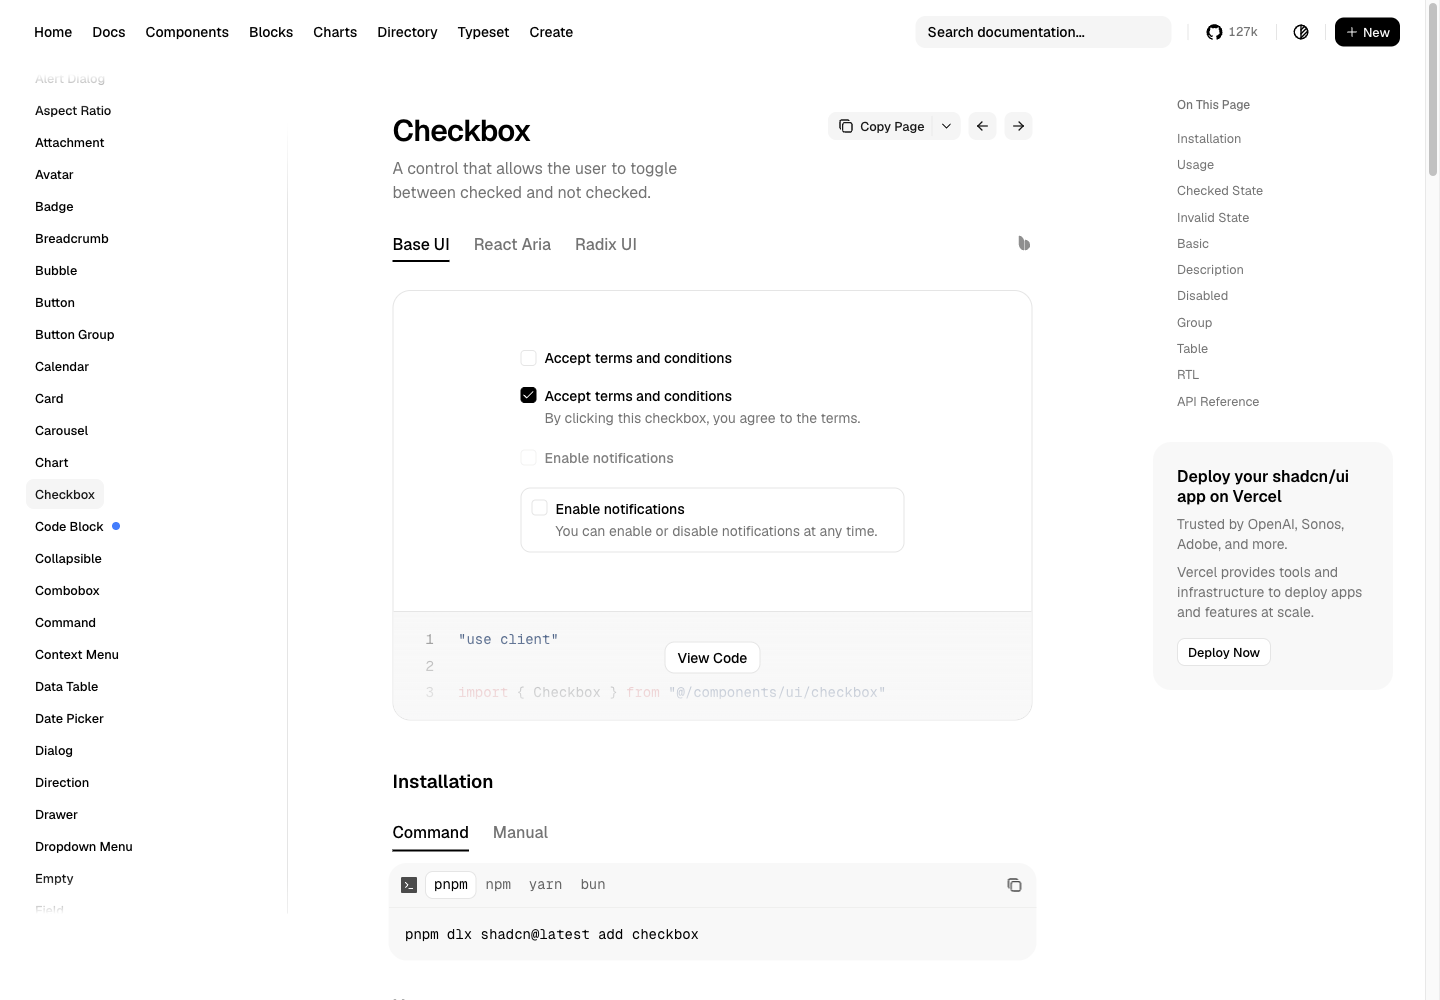 Home Docs Components Blocks Charts Directory Typeset Create
Search documentation...
127k
New
Alert Dialog
Aspect Ratio
Attachment
Avatar
Badge
Breadcrumb
Bubble
Button
Button Group
Calendar
Card
Carousel
Chart
Checkbox
Code Block
Collapsible
Combobox
Command
Context Menu
Data Table
Date Picker
Dialog
Direction
Drawer
Dropdown Menu
Empty
Field
Checkbox
Copy Page
A control that allows the user to toggle
between checked and not checked.
Base UI React Aria Radix UI
Accept terms and conditions
Accept terms and conditions
By clicking this checkbox, you agree to the terms.
Enable notifications
Enable notifications
You can enable or disable notifications at any time.
1 "use client"
2
View Code
3 import { Checkbox } from "@/components/ui/checkbox"
Installation
Command Manual
pnpm npm yarn bun
pnpm dlx shadcn@latest add checkbox
On This Page
Installation
Usage
Checked State
Invalid State
Basic
Description
Disabled
Group
Table
RTL
API Reference
Deploy your shadcn/ui
app on Vercel
Trusted by OpenAI, Sonos,
Adobe, and more.
Vercel provides tools and
infrastructure to deploy apps
and features at scale.
Deploy Now